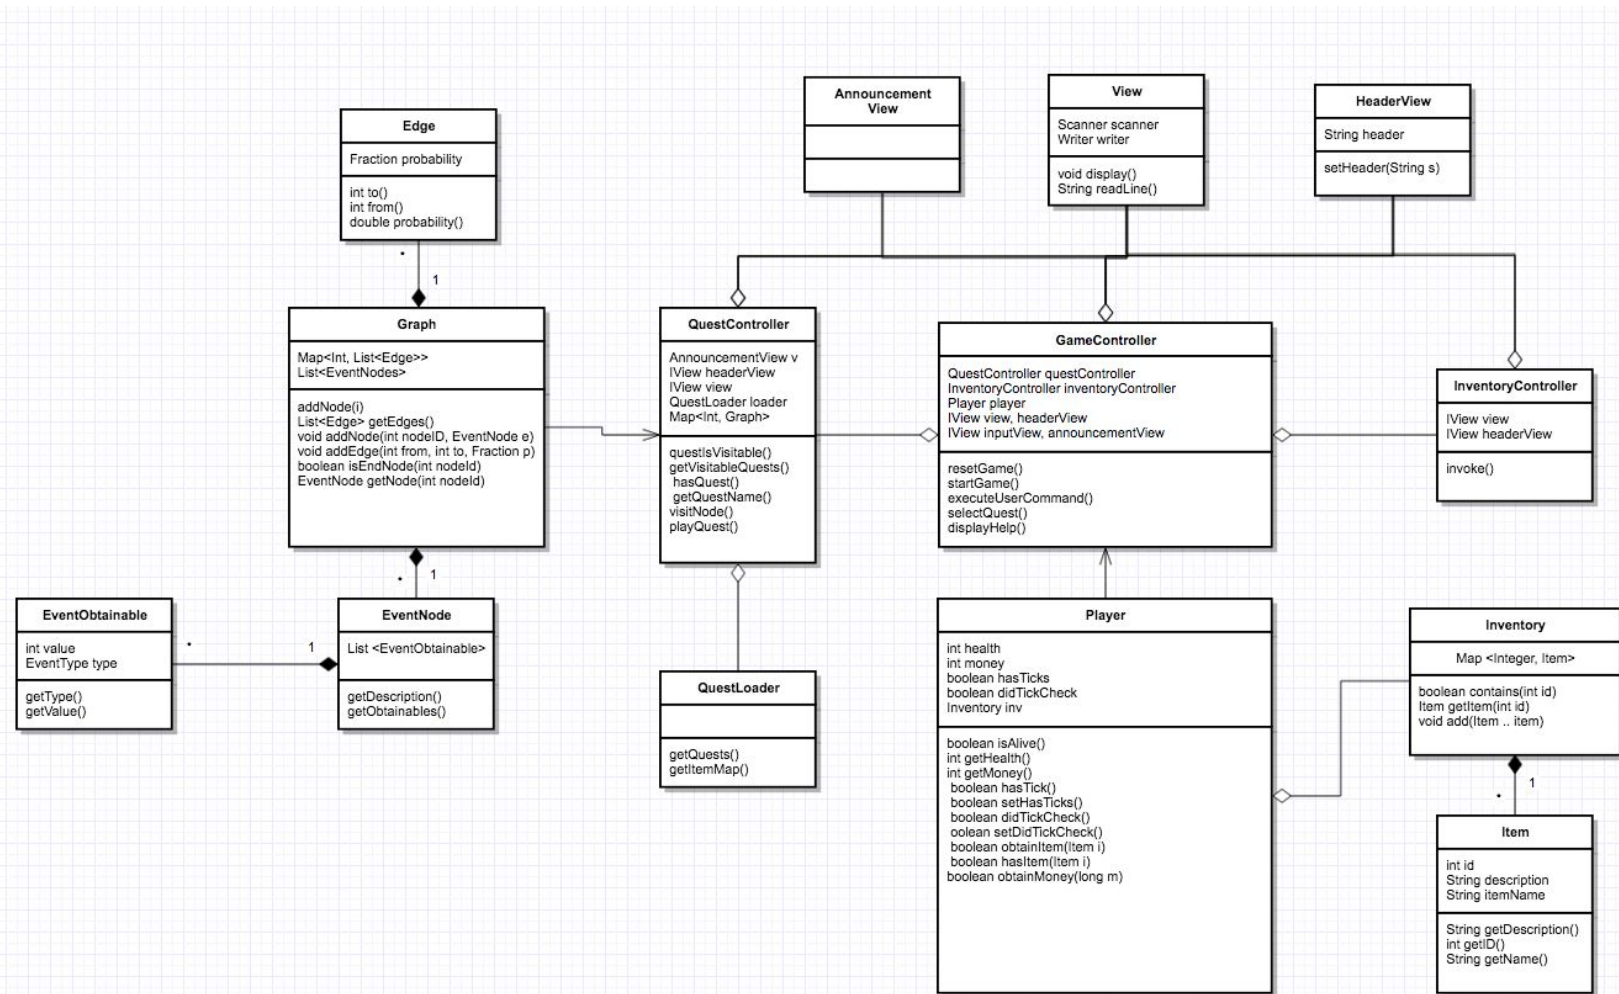 Announcement
View
View
Scanner scanner
Writer writer
void display()
String readLine()
HeaderView
String header
setHeader(String s)
Edge
Fraction probability
int to()
int from()
double probability()
*
1
Graph
Map<Int, List<Edge>>
List<EventNodes>
addNode(i)
List<Edge> getEdges()
void addNode(int nodeID, EventNode e)
void addEdge(int from, int to, Fraction p)
boolean isEndNode(int nodeId)
EventNode getNode(int nodeId)
QuestController
AnnouncementView v
IView headerView
IView view
QuestLoader loader
Map<Int, Graph>
questIsVisitable()
getVisitableQuests()
hasQuest()
getQuestName()
visitNode()
playQuest()
GameController
QuestController questController
InventoryController inventoryController
Player player
IView view, headerView
IView inputView, announcementView
resetGame()
startGame()
executeUserCommand()
selectQuest()
displayHelp()
InventoryController
IView view
IView headerView
invoke()
*
1
EventObtainable
int value
EventType type
getType()
getValue()
*
1
EventNode
List <EventObtainable>
getDescription()
getObtainables()
QuestLoader
getQuests()
getItemMap()
Player
int health
int money
boolean hasTicks
boolean didTickCheck
Inventory inv
boolean isAlive()
int getHealth()
int getMoney()
boolean hasTick()
boolean setHasTicks()
boolean didTickCheck()
oolean setDidTickCheck()
boolean obtainItem(Item i)
boolean hasItem(Item i)
boolean obtainMoney(long m)
Inventory
Map <Integer, Item>
boolean contains(int id)
Item getItem(int id)
void add(Item .. item)
*
1
Item
int id
String description
String itemName
String getDescription()
int getID()
String getName()